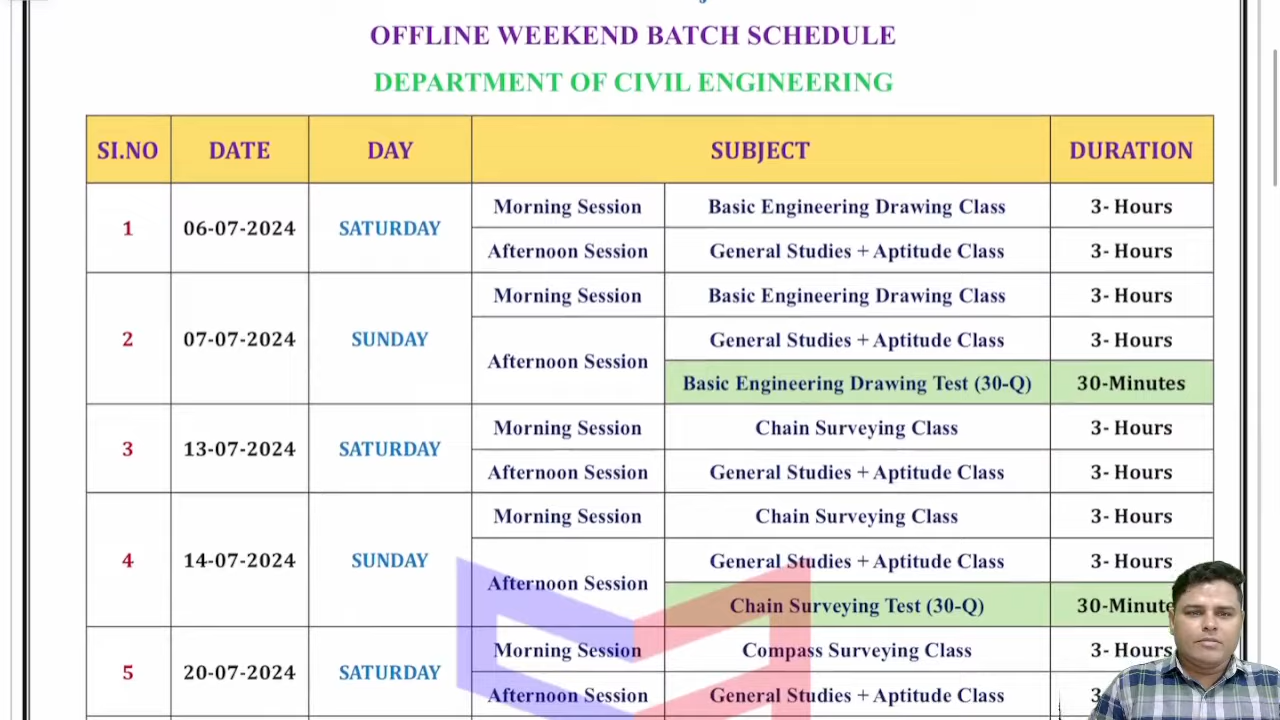 OFFLINE WEEKEND BATCH SCHEDULE
DEPARTMENT OF CIVIL ENGINEERING
SI.NO DATE DAY SUBJECT DURATION
1 06-07-2024 SATURDAY Morning Session Basic Engineering Drawing Class 3- Hours
Afternoon Session General Studies + Aptitude Class 3- Hours
2 07-07-2024 SUNDAY Morning Session Basic Engineering Drawing Class 3- Hours
Afternoon Session General Studies + Aptitude Class 3- Hours
Basic Engineering Drawing Test (30-Q) 30-Minutes
3 13-07-2024 SATURDAY Morning Session Chain Surveying Class 3- Hours
Afternoon Session General Studies + Aptitude Class 3- Hours
4 14-07-2024 SUNDAY Morning Session Chain Surveying Class 3- Hours
Afternoon Session General Studies + Aptitude Class 3- Hours
Chain Surveying Test (30-Q) 30-Minute
5 20-07-2024 SATURDAY Morning Session Compass Surveying Class 3- Hours
Afternoon Session General Studies + Aptitude Class 3-